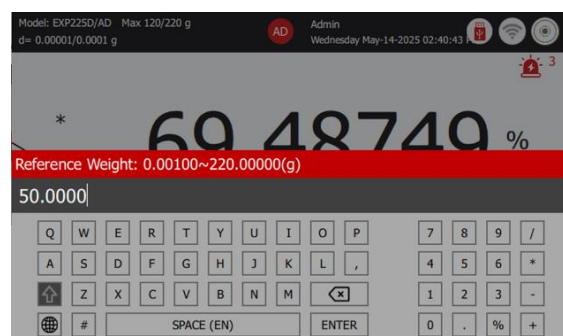 Model: EXP225D/AD Max 120/220 g
d= 0.00001/0.0001 g
AD
Admin
Wednesday May-14-2025 02:40:43 P
3
*
69.48749 %
Reference Weight: 0.00100~220.00000(g)
50.0000
Q W E R T Y U I O P 7 8 9 /
A S D F G H J K L , 4 5 6 *
Z X C V B N M 1 2 3 -
# SPACE (EN) ENTER 0 . % +